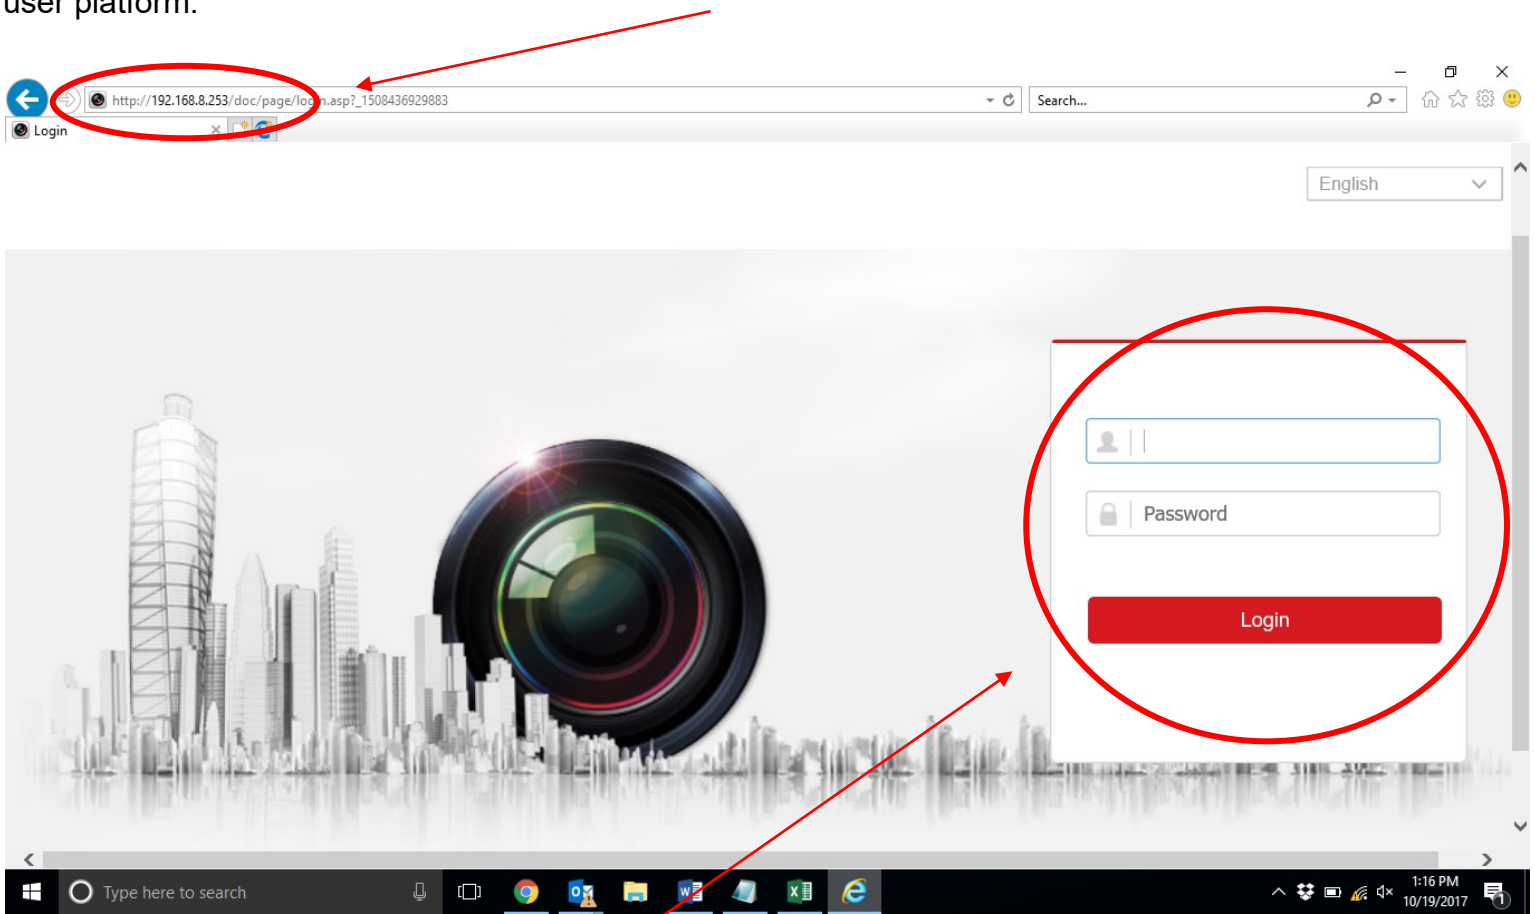 user platform.
http://192.168.8.253/doc/page/login.asp?_1508436929883
Search...
Login
English
Password
Login
Type here to search
1:16 PM
10/19/2017